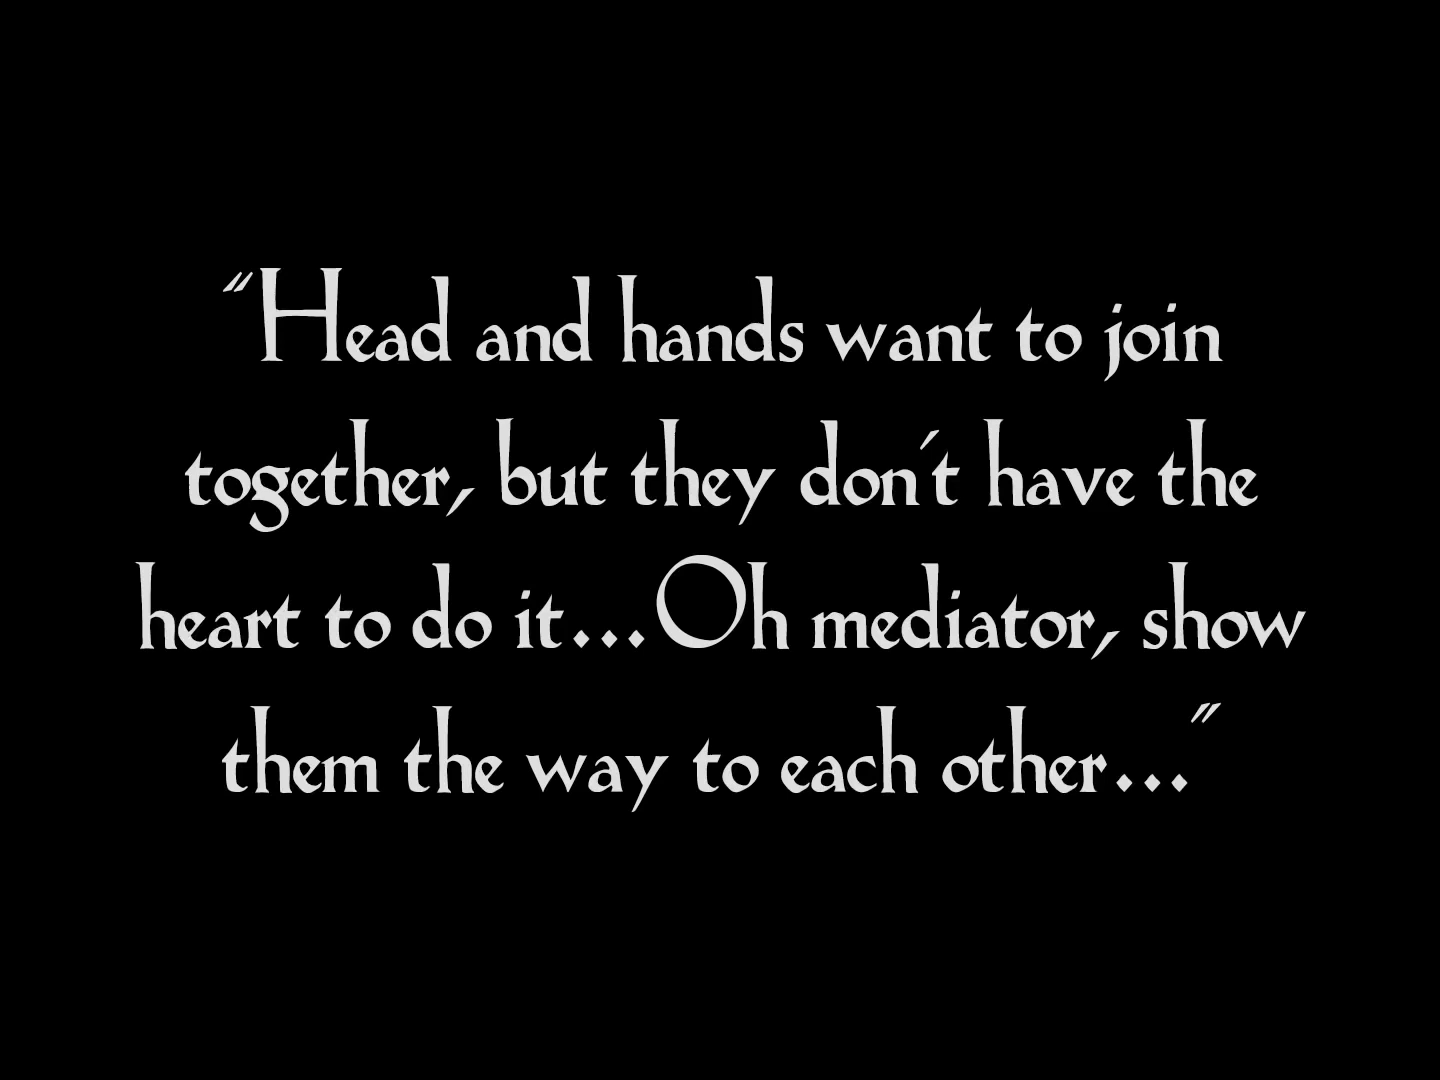 "Head and hands want to join
together, but they don't have the
heart to do it...Oh mediator, show
them the way to each other..."